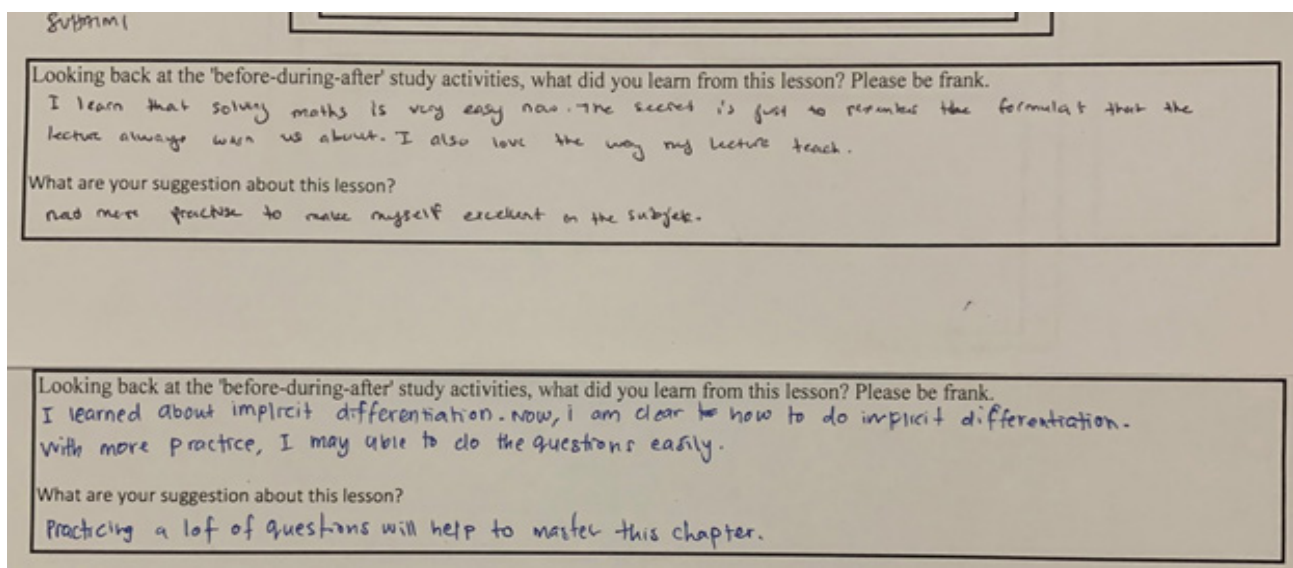 Looking back at the 'before-during-after' study activities, what did you learn from this lesson? Please be frank.
I learn that solving maths is very easy now. The secret is just to remember the formula that the
lecture always warn us about. I also love the way my lecture teach.
What are your suggestion about this lesson?
more practise to make myself excellent on the subjek.
Looking back at the 'before-during-after' study activities, what did you learn from this lesson? Please be frank.
I learned about implicit differentiation. Now, i am clear how to do implicit differentiation.
with more practice, I may able to do the questions easily.
What are your suggestion about this lesson?
Practicing a lof of questions will help to master this chapter.